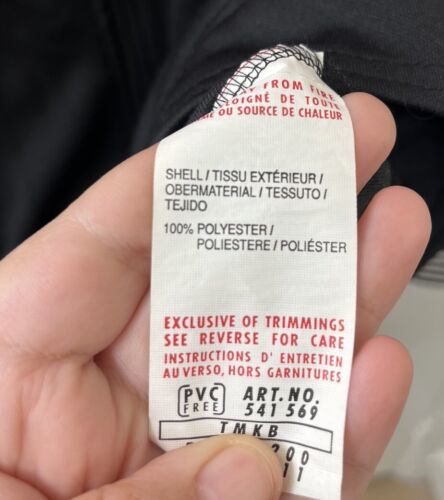 FROM FIRE
ÉLOIGNÉ DE TOUTE
OU SOURCE DE CHALEUR
SHELL / TISSU EXTÉRIEUR /
OBERMATERIAL / TESSUTO /
TEJIDO
100% POLYESTER /
POLIESTERE / POLIÉSTER
EXCLUSIVE OF TRIMMINGS
SEE REVERSE FOR CARE
INSTRUCTIONS D' ENTRETIEN
AU VERSO, HORS GARNITURES
PVC FREE
ART. NO.
541 569
TMKB